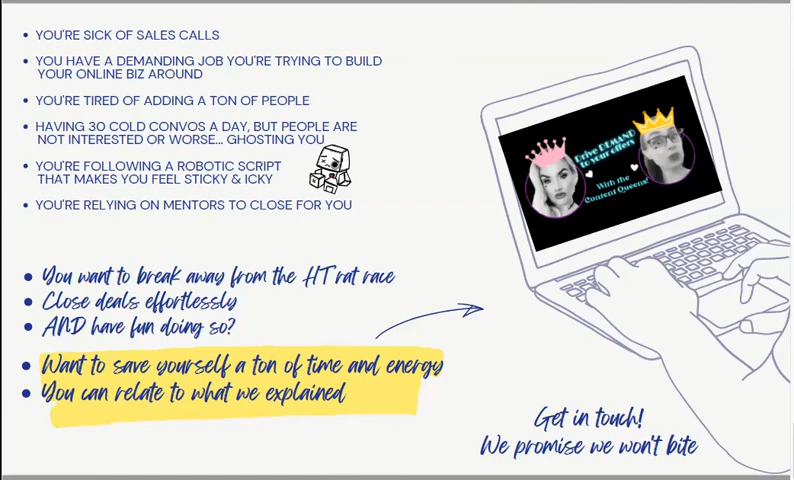 YOU'RE SICK OF SALES CALLS
YOU HAVE A DEMANDING JOB YOU'RE TRYING TO BUILD
YOUR ONLINE BIZ AROUND
YOU'RE TIRED OF ADDING A TON OF PEOPLE
HAVING 30 COLD CONVOS A DAY, BUT PEOPLE ARE
NOT INTERESTED OR WORSE... GHOSTING YOU
YOU'RE FOLLOWING A ROBOTIC SCRIPT
THAT MAKES YOU FEEL STICKY & ICKY
YOU'RE RELYING ON MENTORS TO CLOSE FOR YOU
You want to break away from the HT rat race
Close deals effortlessly
AND have fun doing so?
Want to save yourself a ton of time and energy
You can relate to what we explained
Drive DEMAND
to your offers
With the
Content Queens!
Get in touch!
We promise we won't bite